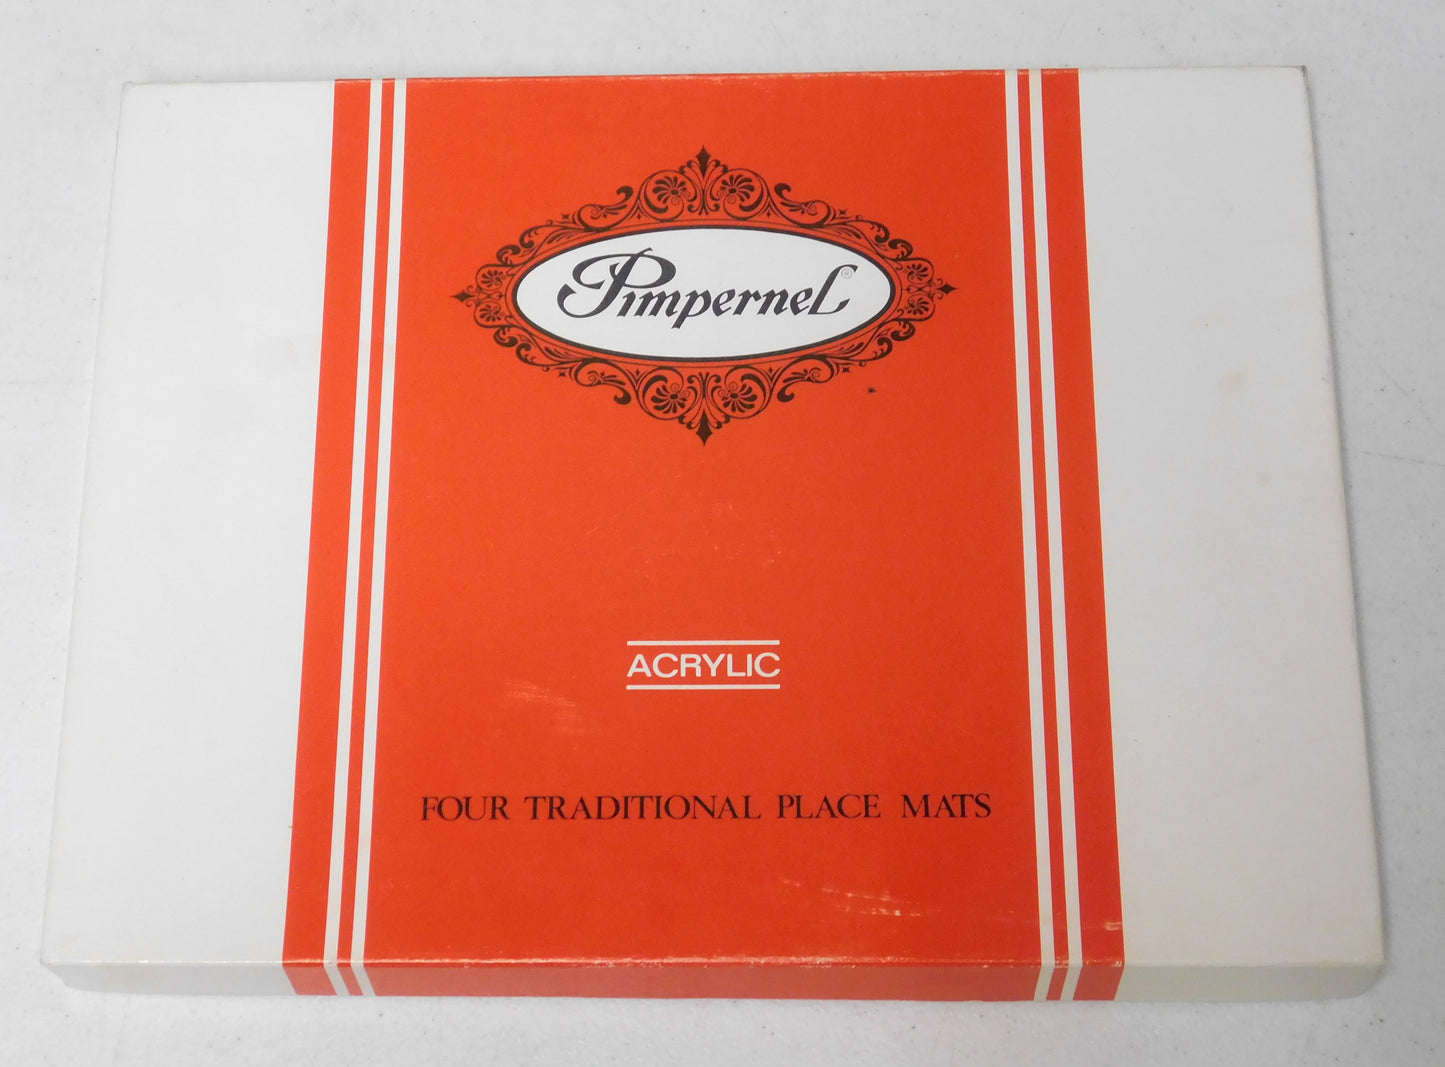 Pimpernel
ACRYLIC
FOUR TRADITIONAL PLACE MATS